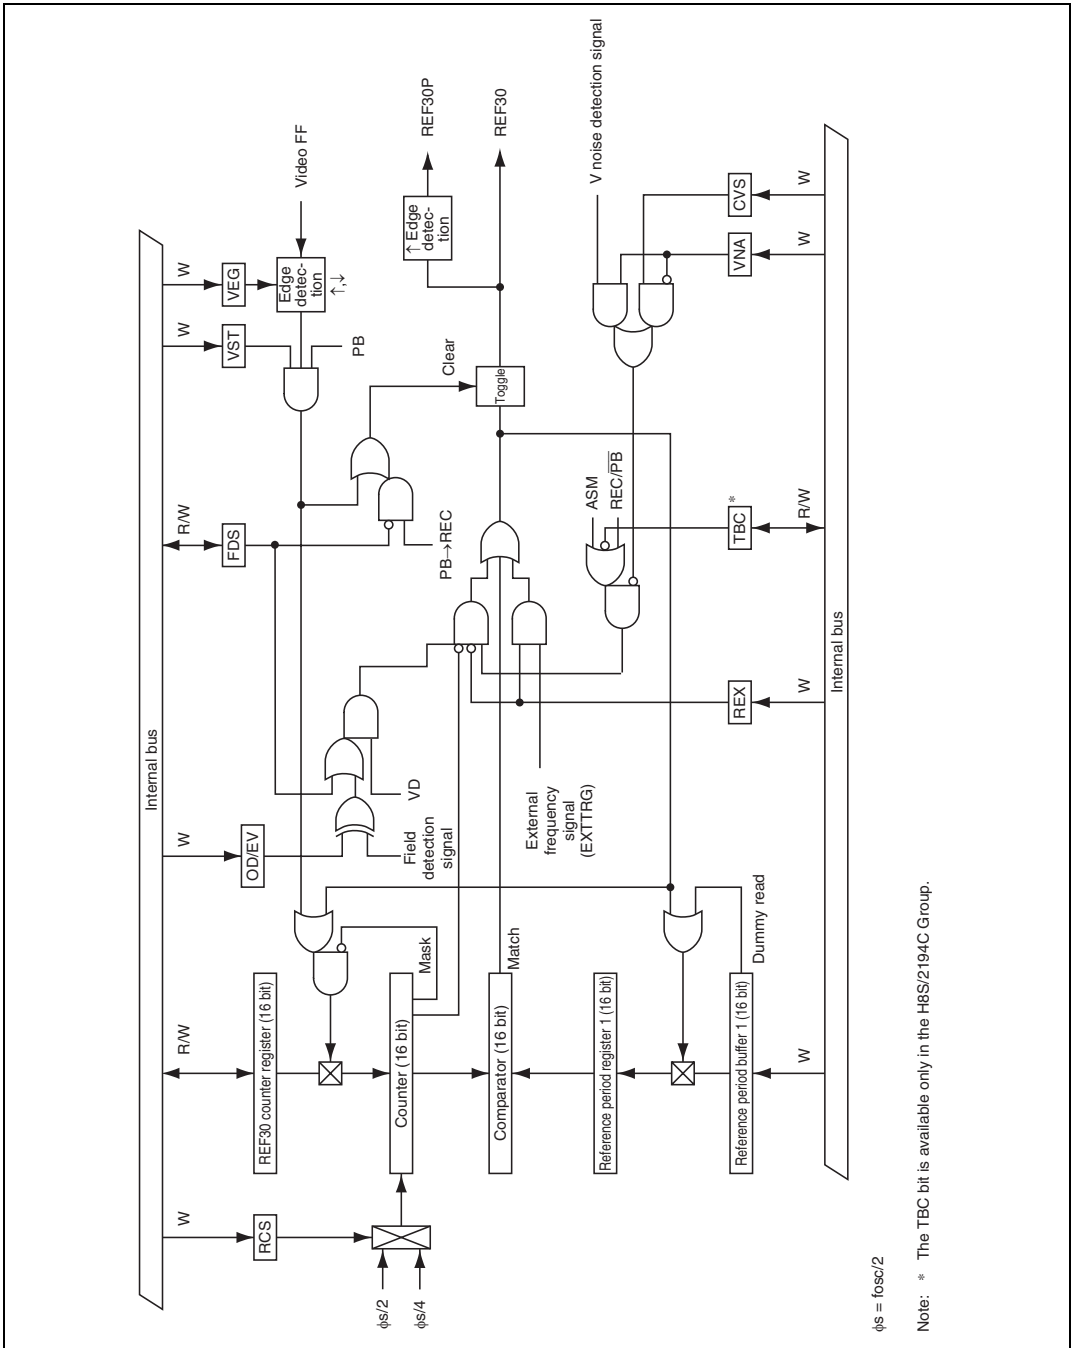 Internal bus
W
RCS
φs/2
φs/4
R/W
REF30 counter register (16 bit)
Counter (16 bit)
Mask
Comparator (16 bit)
Match
Reference period register 1 (16 bit)
Reference period buffer 1 (16 bit)
W
Dummy read
W
OD/EV
Field
detection
signal
VD
External
frequency
signal
(EXTTRG)
REX
W
Internal bus
R/W
FDS
PB→REC
ASM
REC/P̅B̅
TBC
*
R/W
W
VST
W
VEG
PB
Edge
detec-
tion
↑,↓
Video FF
Clear
Toggle
↑ Edge
detec-
tion
REF30P
REF30
V noise detection signal
VNA
W
CVS
W
φs = fosc/2
Note: * The TBC bit is available only in the H8S/2194C Group.